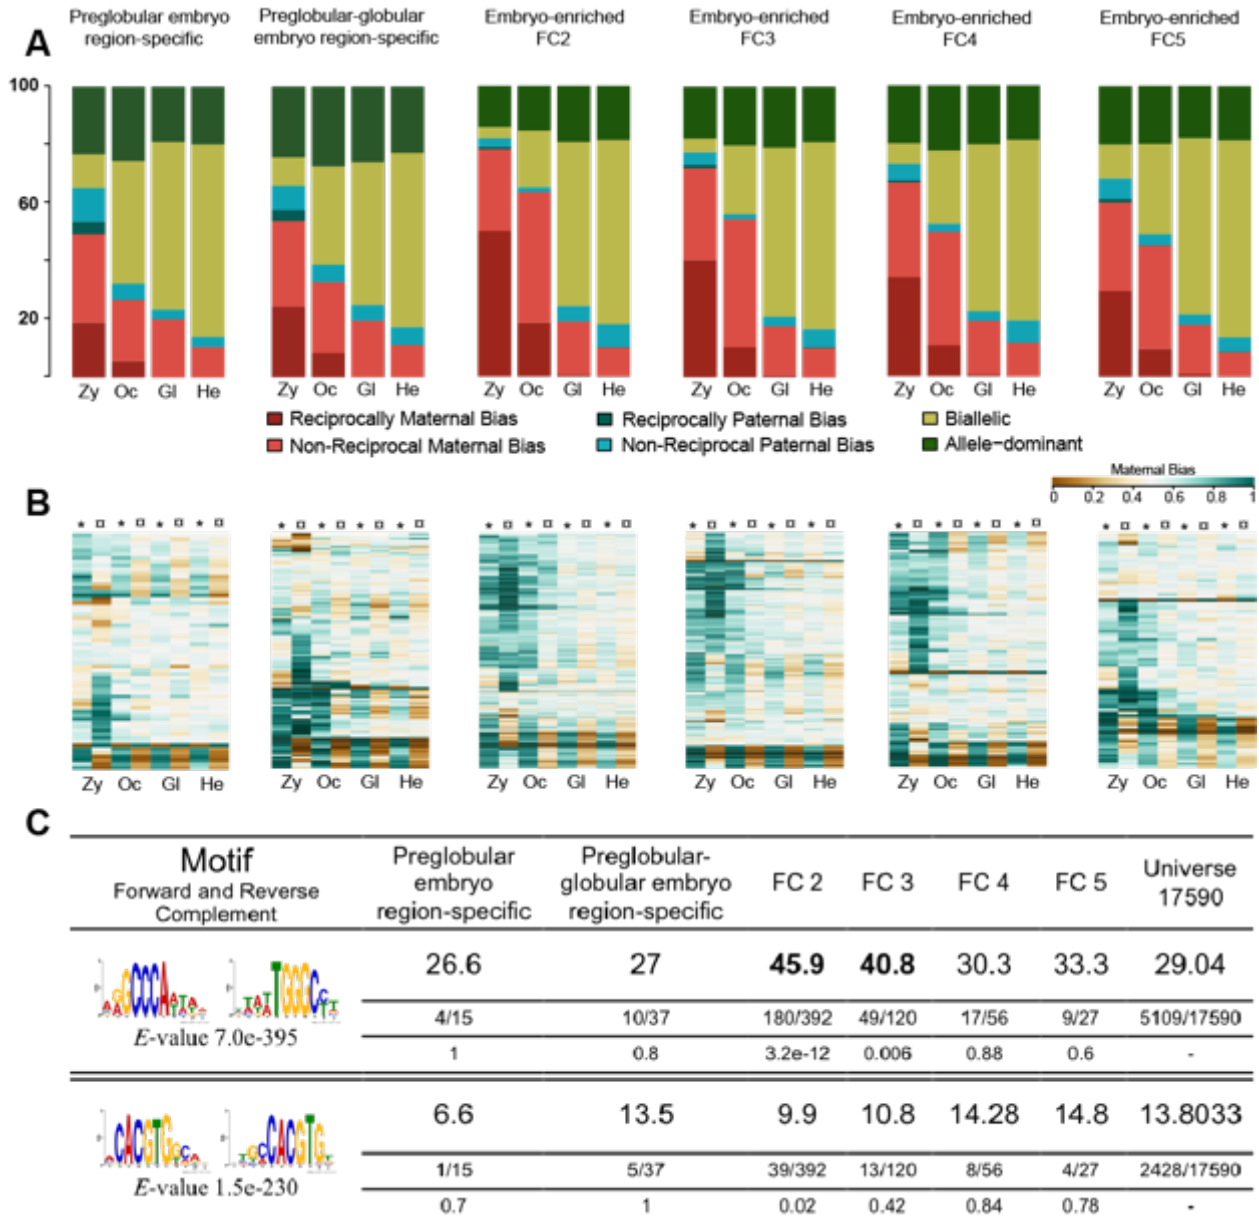 A
Preglobular embryo
region-specific
Preglobular-globular
embryo region-specific
Embryo-enriched
FC2
Embryo-enriched
FC3
Embryo-enriched
FC4
Embryo-enriched
FC5
100
60
20
Zy Oc Gl He
Zy Oc Gl He
Zy Oc Gl He
Zy Oc Gl He
Zy Oc Gl He
Zy Oc Gl He
Reciprocally Maternal Bias
Reciprocally Paternal Bias
Biallelic
Non-Reciprocal Maternal Bias
Non-Reciprocal Paternal Bias
Allele-dominant
B
Maternal Bias
0 0.2 0.4 0.6 0.8 1
Zy Oc Gl He
Zy Oc Gl He
Zy Oc Gl He
Zy Oc Gl He
Zy Oc Gl He
Zy Oc Gl He
C
Motif
Forward and Reverse
Complement
Preglobular
embryo
region-specific
Preglobular-
globular embryo
region-specific
FC 2
FC 3
FC 4
FC 5
Universe
17590
26.6 27 45.9 40.8 30.3 33.3 29.04
4/15 10/37 180/392 49/120 17/56 9/27 5109/17590
E-value 7.0e-395
1 0.8 3.2e-12 0.006 0.88 0.6 -
6.6 13.5 9.9 10.8 14.28 14.8 13.8033
1/15 5/37 39/392 13/120 8/56 4/27 2428/17590
E-value 1.5e-230
0.7 1 0.02 0.42 0.84 0.78 -